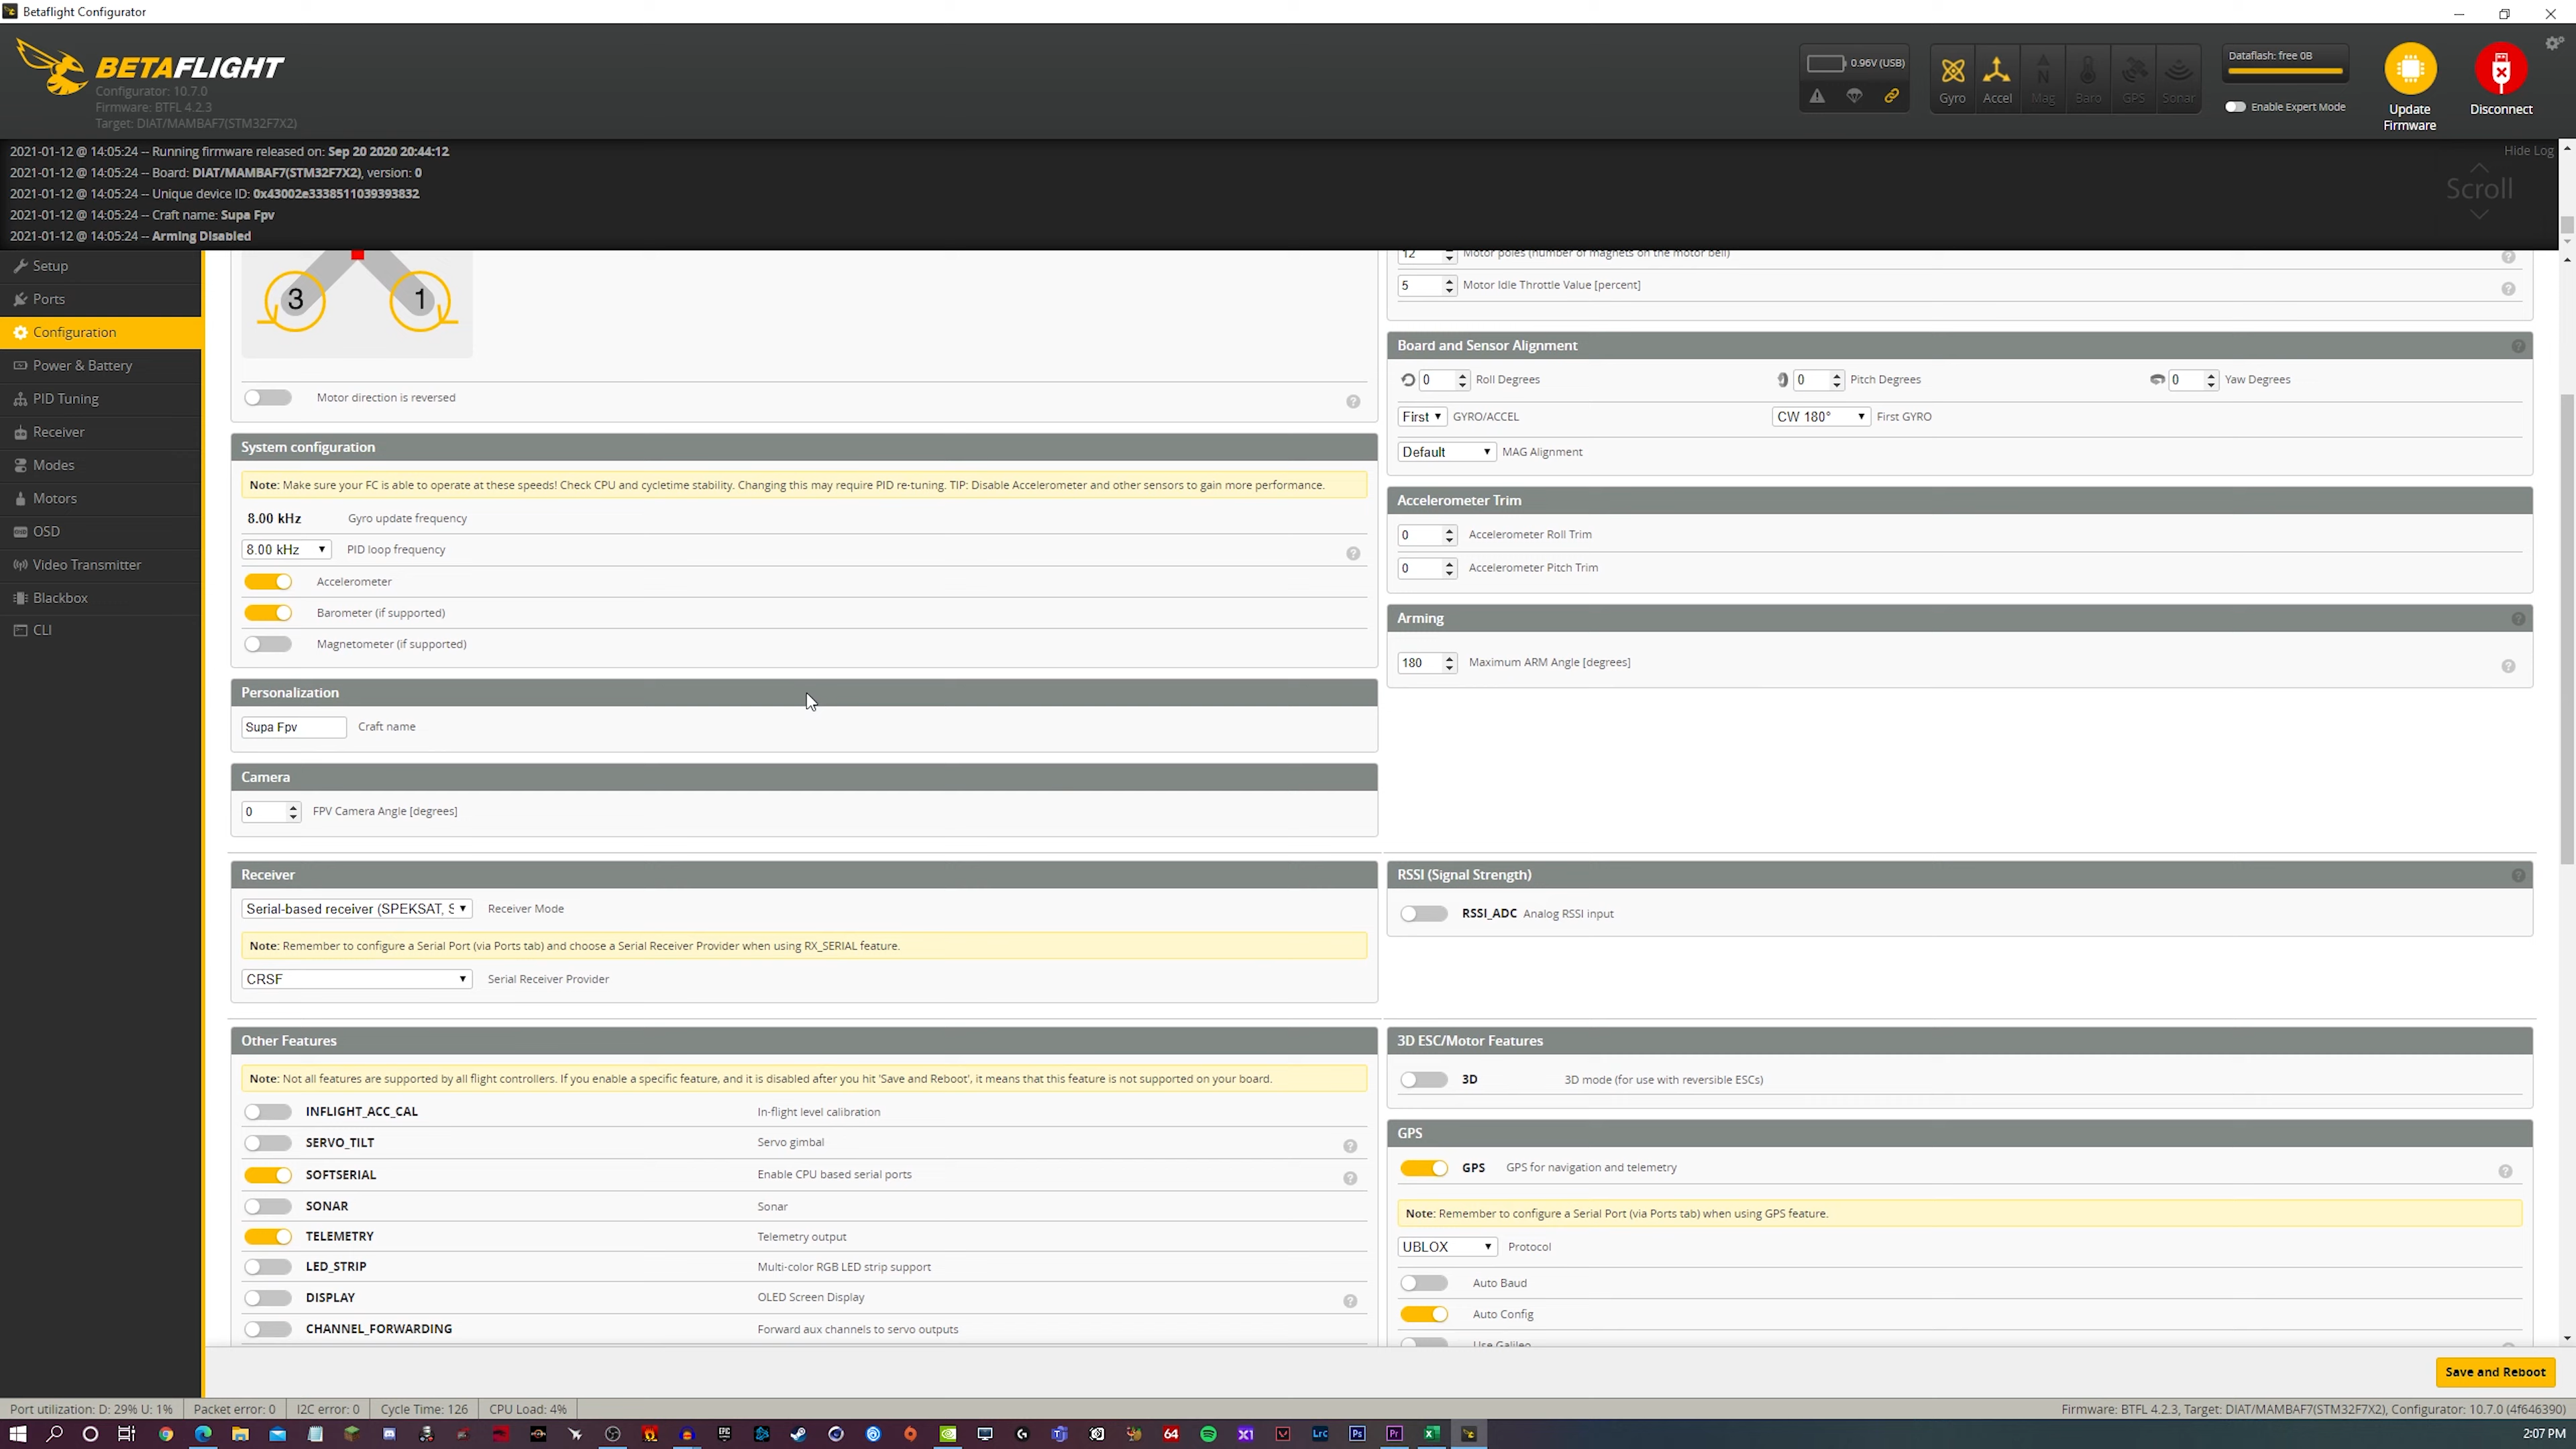 Betaflight Configurator
BETAFLIGHT
Configurator: 10.7.0
Firmware: BTFL 4.2.3
Target: DIAT/MAMBAF7(STM32F7X2)
0.96V (USB)
Gyro
Accel
Mag
Baro
GPS
Sonar
Dataflash: free 0B
Enable Expert Mode
Update
Firmware
Disconnect
2021-01-12 @ 14:05:24 -- Running firmware released on: Sep 20 2020 20:44:12
2021-01-12 @ 14:05:24 -- Board: DIAT/MAMBAF7(STM32F7X2), version: 0
2021-01-12 @ 14:05:24 -- Unique device ID: 0x43002e3338511039393832
2021-01-12 @ 14:05:24 -- Craft name: Supa Fpv
2021-01-12 @ 14:05:24 -- Arming Disabled
Hide Log
Scroll
Setup
Ports
Configuration
Power & Battery
PID Tuning
Receiver
Modes
Motors
OSD
Video Transmitter
Blackbox
CLI
3
1
Motor direction is reversed
System configuration
Note: Make sure your FC is able to operate at these speeds! Check CPU and cycletime stability. Changing this may require PID re-tuning. TIP: Disable Accelerometer and other sensors to gain more performance.
8.00 kHz Gyro update frequency
8.00 kHz PID loop frequency
Accelerometer
Barometer (if supported)
Magnetometer (if supported)
Personalization
Supa Fpv Craft name
Camera
0 FPV Camera Angle [degrees]
12 Motor poles (number of magnets on the motor bell)
5 Motor Idle Throttle Value [percent]
Board and Sensor Alignment
0 Roll Degrees 0 Pitch Degrees 0 Yaw Degrees
First GYRO/ACCEL CW 180° First GYRO
Default MAG Alignment
Accelerometer Trim
0 Accelerometer Roll Trim
0 Accelerometer Pitch Trim
Arming
180 Maximum ARM Angle [degrees]
Receiver
Serial-based receiver (SPEKSAT, S Receiver Mode
Note: Remember to configure a Serial Port (via Ports tab) and choose a Serial Receiver Provider when using RX_SERIAL feature.
CRSF Serial Receiver Provider
RSSI (Signal Strength)
RSSI_ADC Analog RSSI input
Other Features
Note: Not all features are supported by all flight controllers. If you enable a specific feature, and it is disabled after you hit 'Save and Reboot', it means that this feature is not supported on your board.
INFLIGHT_ACC_CAL In-flight level calibration
SERVO_TILT Servo gimbal
SOFTSERIAL Enable CPU based serial ports
SONAR Sonar
TELEMETRY Telemetry output
LED_STRIP Multi-color RGB LED strip support
DISPLAY OLED Screen Display
CHANNEL_FORWARDING Forward aux channels to servo outputs
3D ESC/Motor Features
3D 3D mode (for use with reversible ESCs)
GPS
GPS GPS for navigation and telemetry
Note: Remember to configure a Serial Port (via Ports tab) when using GPS feature.
UBLOX Protocol
Auto Baud
Auto Config
Use Galileo
Save and Reboot
Port utilization: D: 29% U: 1% Packet error: 0 I2C error: 0 Cycle Time: 126 CPU Load: 4%
Firmware: BTFL 4.2.3, Target: DIAT/MAMBAF7(STM32F7X2), Configurator: 10.7.0 (4f646390)
EPIC
64
X1
Lrc
Ps
Pr
2:07 PM